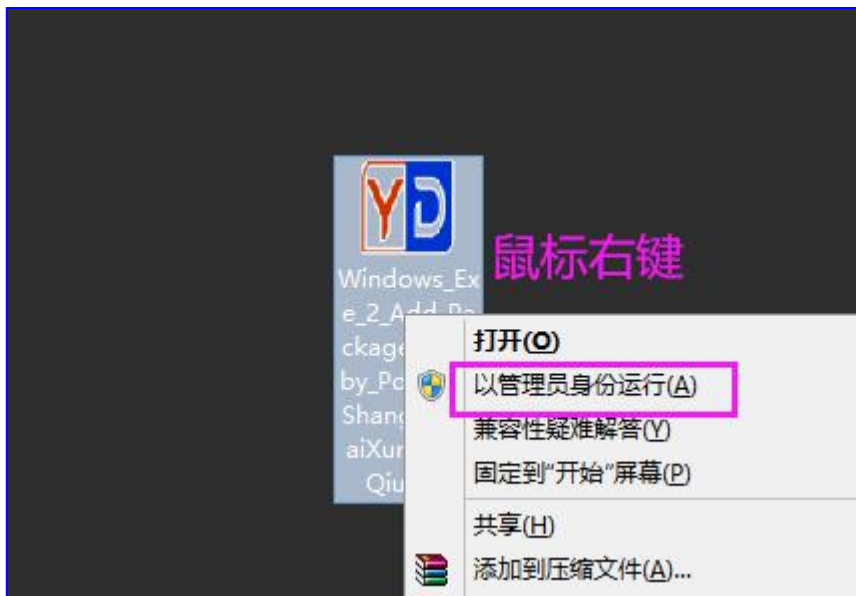 YD
鼠标右键
Windows_Ex
e_2_Add_Pa
ckage
by_Po
Shang
aiXun
Qiu
打开(O)
以管理员身份运行(A)
兼容性疑难解答(Y)
固定到“开始”屏幕(P)
共享(H)
添加到压缩文件(A)...